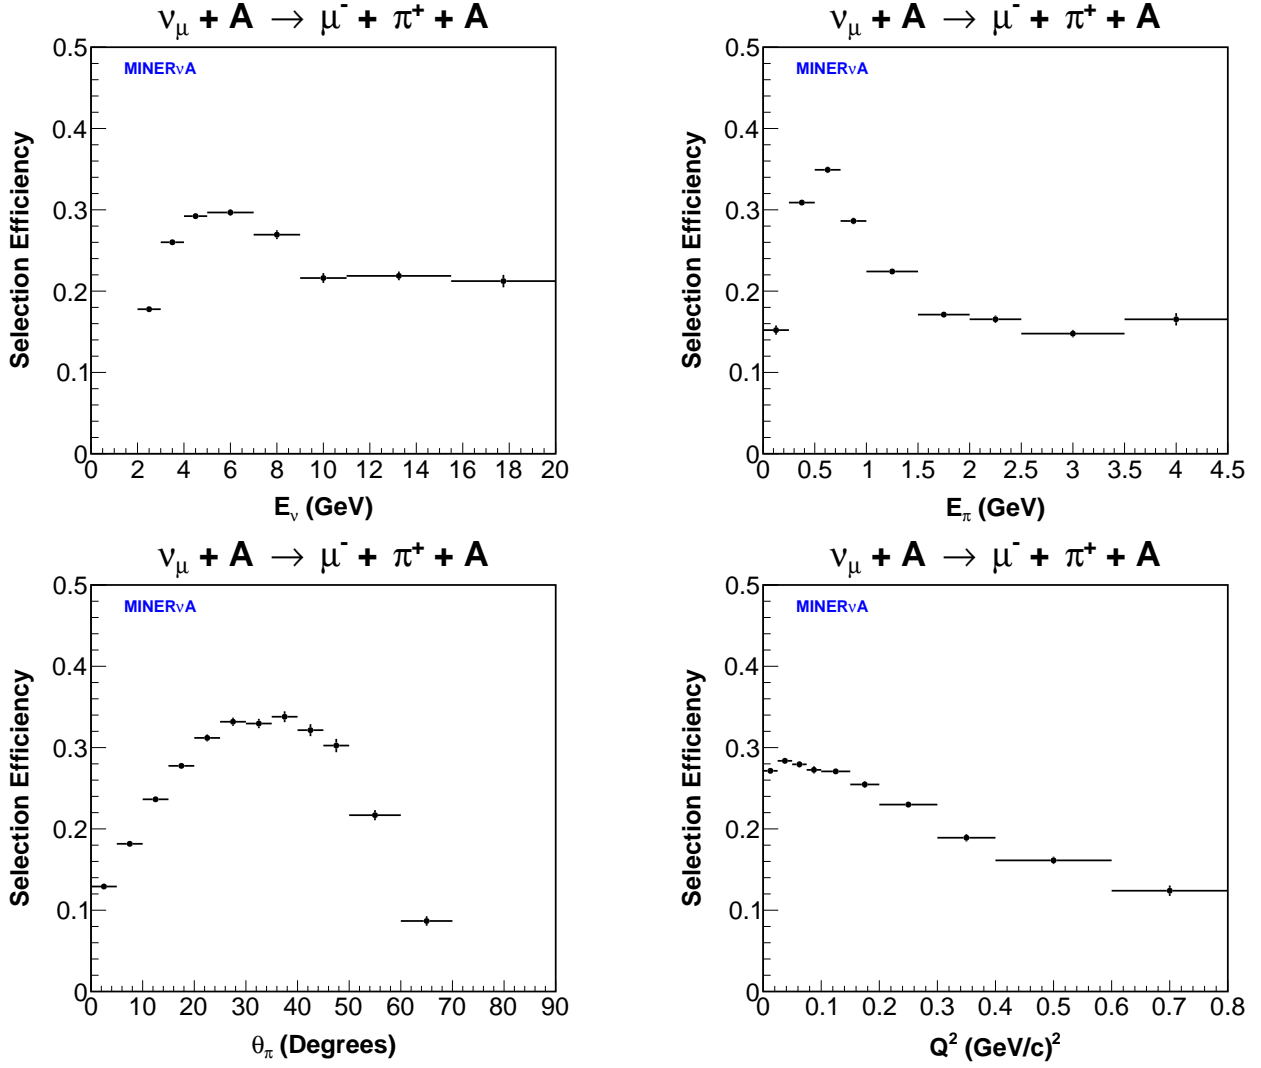 ν_μ + A → μ⁻ + π⁺ + A
MINERνA
Selection Efficiency
0.5
0.4
0.3
0.2
0.1
0
0 2 4 6 8 10 12 14 16 18 20
E_ν (GeV)
ν_μ + A → μ⁻ + π⁺ + A
MINERνA
Selection Efficiency
0.5
0.4
0.3
0.2
0.1
0
0 0.5 1 1.5 2 2.5 3 3.5 4 4.5
E_π (GeV)
ν_μ + A → μ⁻ + π⁺ + A
MINERνA
Selection Efficiency
0.5
0.4
0.3
0.2
0.1
0
0 10 20 30 40 50 60 70 80 90
θ_π (Degrees)
ν_μ + A → μ⁻ + π⁺ + A
MINERνA
Selection Efficiency
0.5
0.4
0.3
0.2
0.1
0
0 0.1 0.2 0.3 0.4 0.5 0.6 0.7 0.8
Q² (GeV/c)²